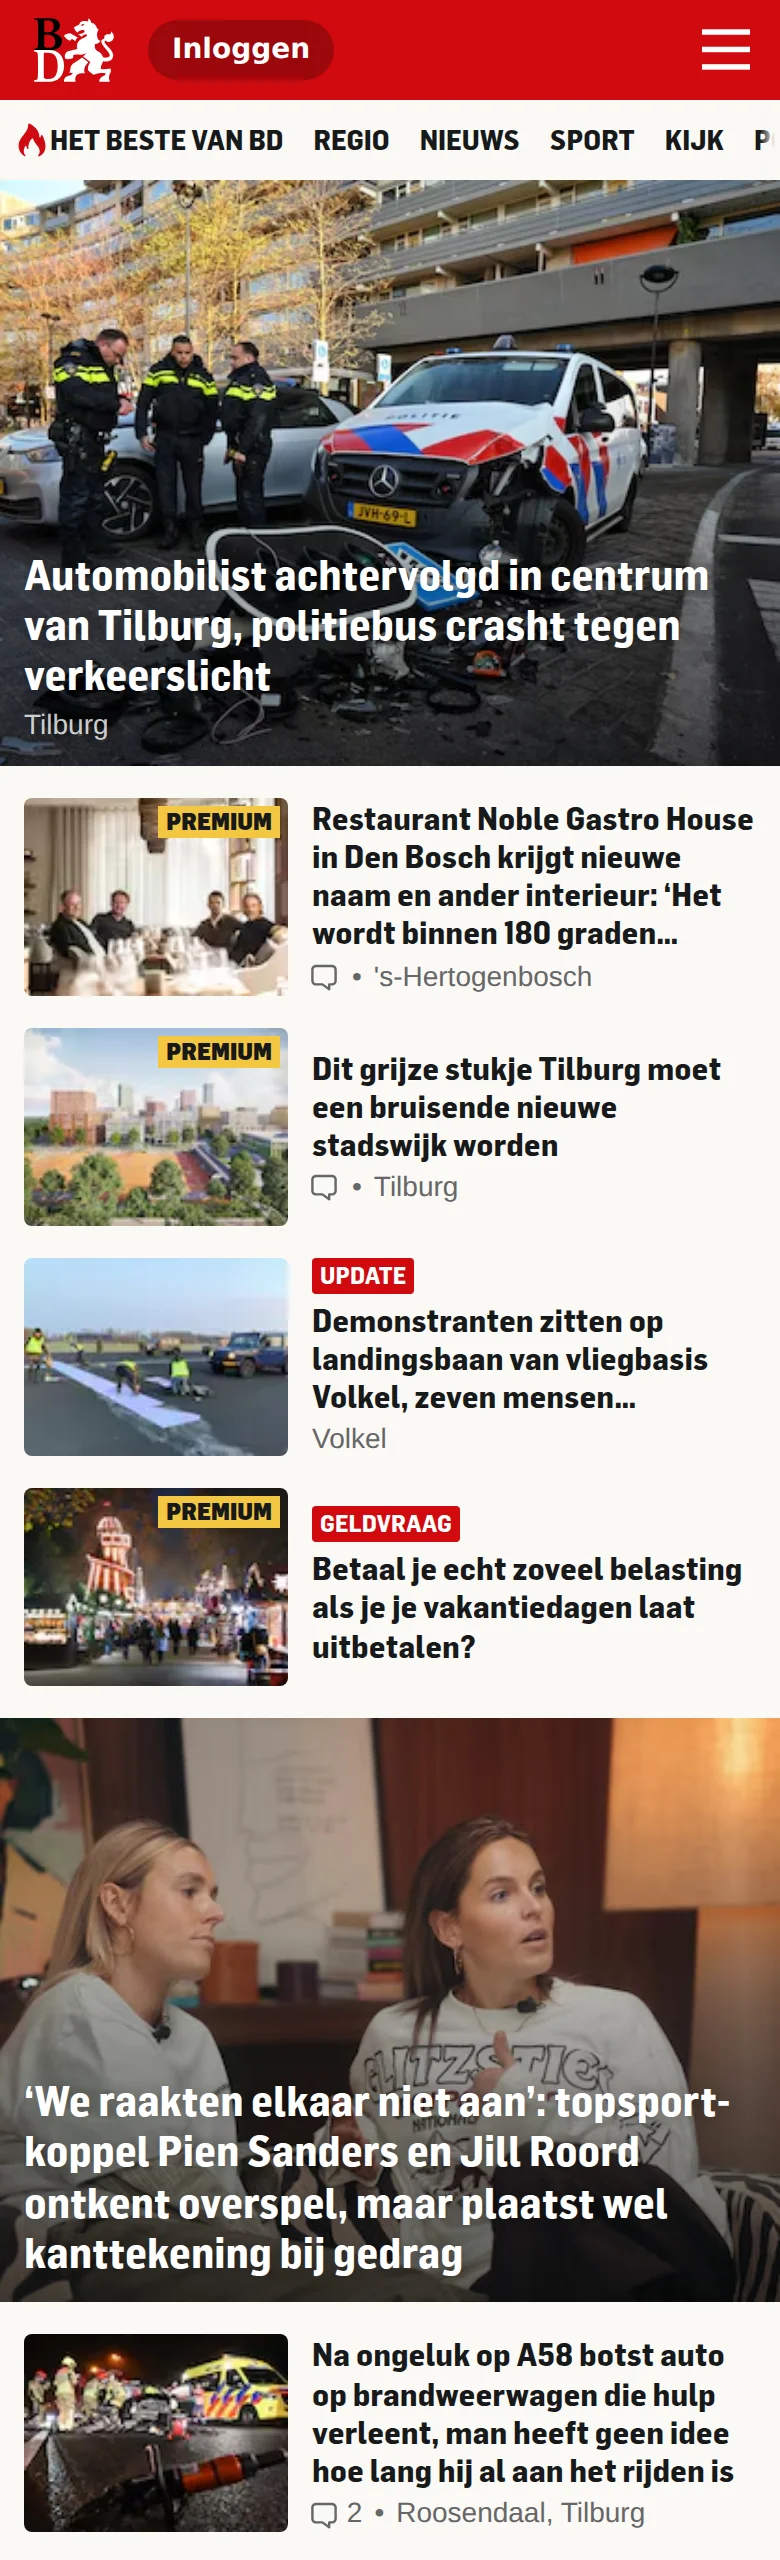 B
D
Inloggen
HET BESTE VAN BD REGIO NIEUWS SPORT KIJK
POLITIE
JVH-69-L
Automobilist achtervolgd in centrum
van Tilburg, politiebus crasht tegen
verkeerslicht
Tilburg
PREMIUM
Restaurant Noble Gastro House
in Den Bosch krijgt nieuwe
naam en ander interieur: ‘Het
wordt binnen 180 graden...
• 's-Hertogenbosch
PREMIUM
Dit grijze stukje Tilburg moet
een bruisende nieuwe
stadswijk worden
• Tilburg
UPDATE
Demonstranten zitten op
landingsbaan van vliegbasis
Volkel, zeven mensen...
Volkel
PREMIUM
GELDVRAAG
Betaal je echt zoveel belasting
als je je vakantiedagen laat
uitbetalen?
‘We raakten elkaar niet aan’: topsport-
koppel Pien Sanders en Jill Roord
ontkent overspel, maar plaatst wel
kanttekening bij gedrag
Na ongeluk op A58 botst auto
op brandweerwagen die hulp
verleent, man heeft geen idee
hoe lang hij al aan het rijden is
2 • Roosendaal, Tilburg